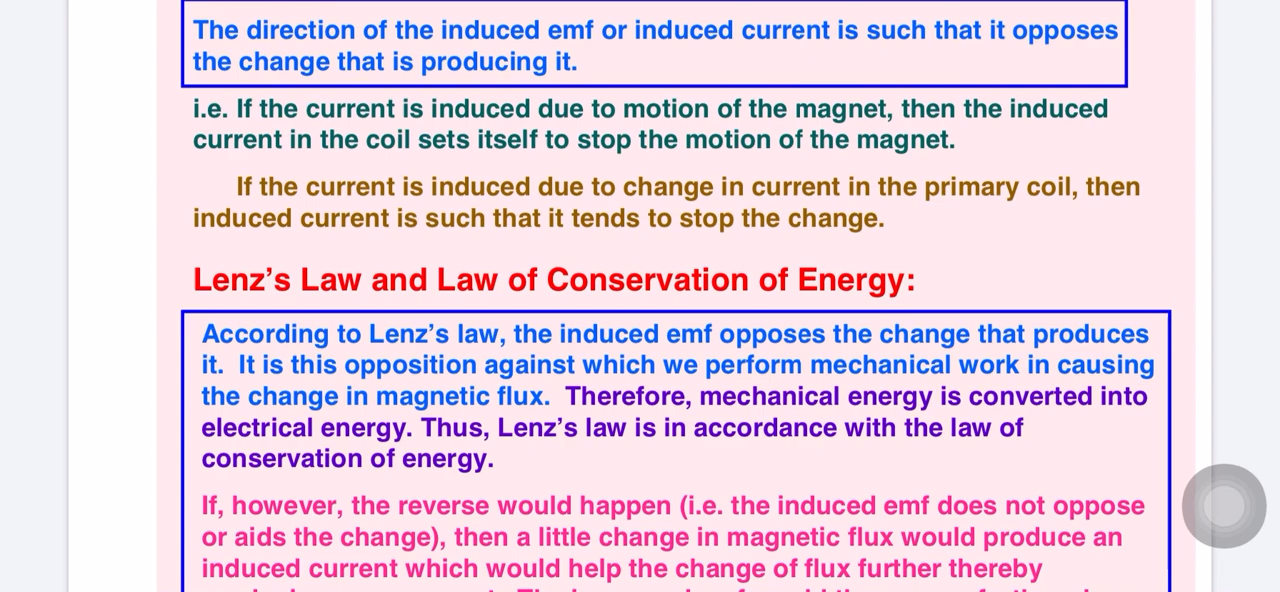 The direction of the induced emf or induced current is such that it opposes
the change that is producing it.
i.e. If the current is induced due to motion of the magnet, then the induced
current in the coil sets itself to stop the motion of the magnet.
If the current is induced due to change in current in the primary coil, then
induced current is such that it tends to stop the change.
Lenz’s Law and Law of Conservation of Energy:
According to Lenz’s law, the induced emf opposes the change that produces
it.  It is this opposition against which we perform mechanical work in causing
the change in magnetic flux.  Therefore, mechanical energy is converted into
electrical energy. Thus, Lenz’s law is in accordance with the law of
conservation of energy.
If, however, the reverse would happen (i.e. the induced emf does not oppose
or aids the change), then a little change in magnetic flux would produce an
induced current which would help the change of flux further thereby